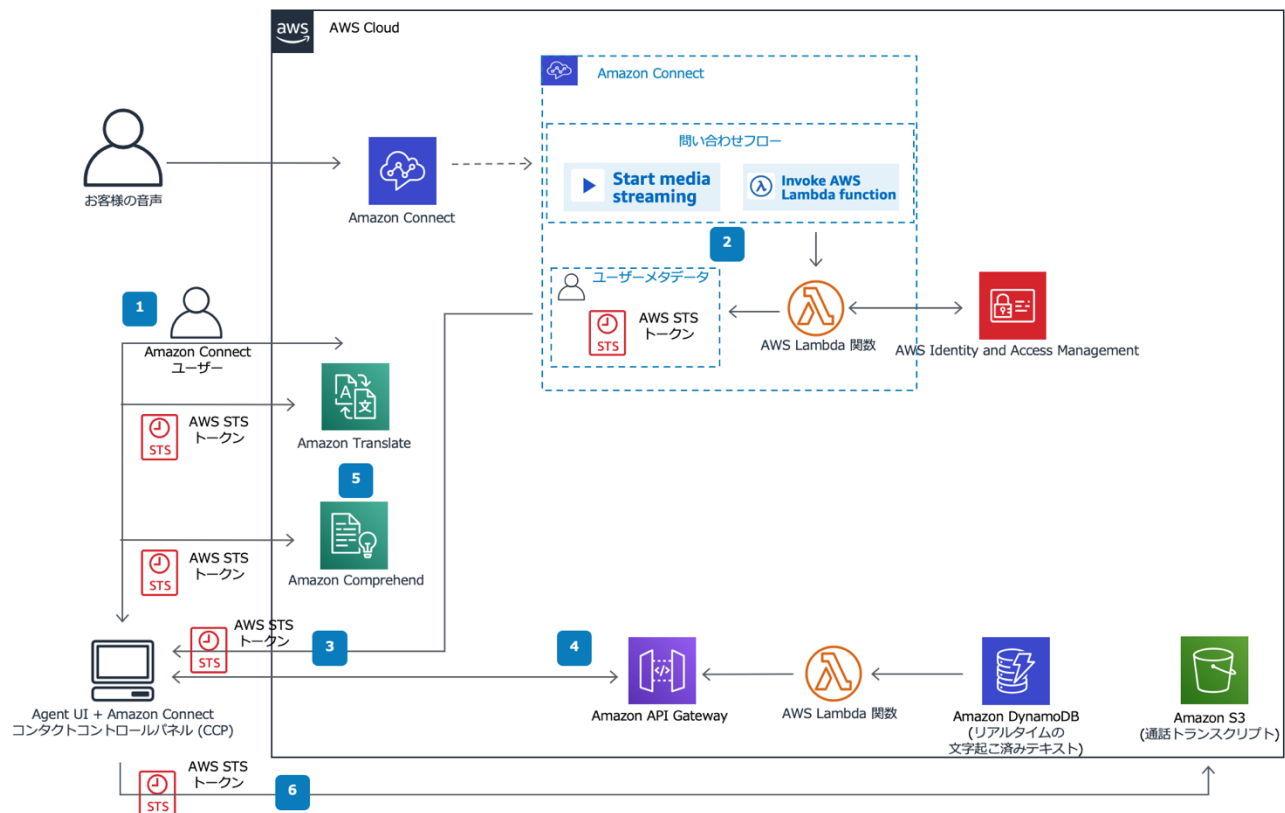 aws
AWS Cloud
Amazon Connect
問い合わせフロー
Start media
streaming
Invoke AWS
Lambda function
お客様の音声
Amazon Connect
2
ユーザーメタデータ
AWS STS
トークン
STS
AWS Lambda 関数
AWS Identity and Access Management
1
Amazon Connect
ユーザー
A
文
Amazon Translate
AWS STS
トークン
STS
5
Amazon Comprehend
AWS STS
トークン
STS
AWS STS
トークン
STS
3
4
</>
Amazon API Gateway
AWS Lambda 関数
Amazon DynamoDB
(リアルタイムの
文字起こ済みテキスト)
Amazon S3
(通話トランスクリプト)
Agent UI + Amazon Connect
コンタクトコントロールパネル (CCP)
AWS STS
トークン
STS
6